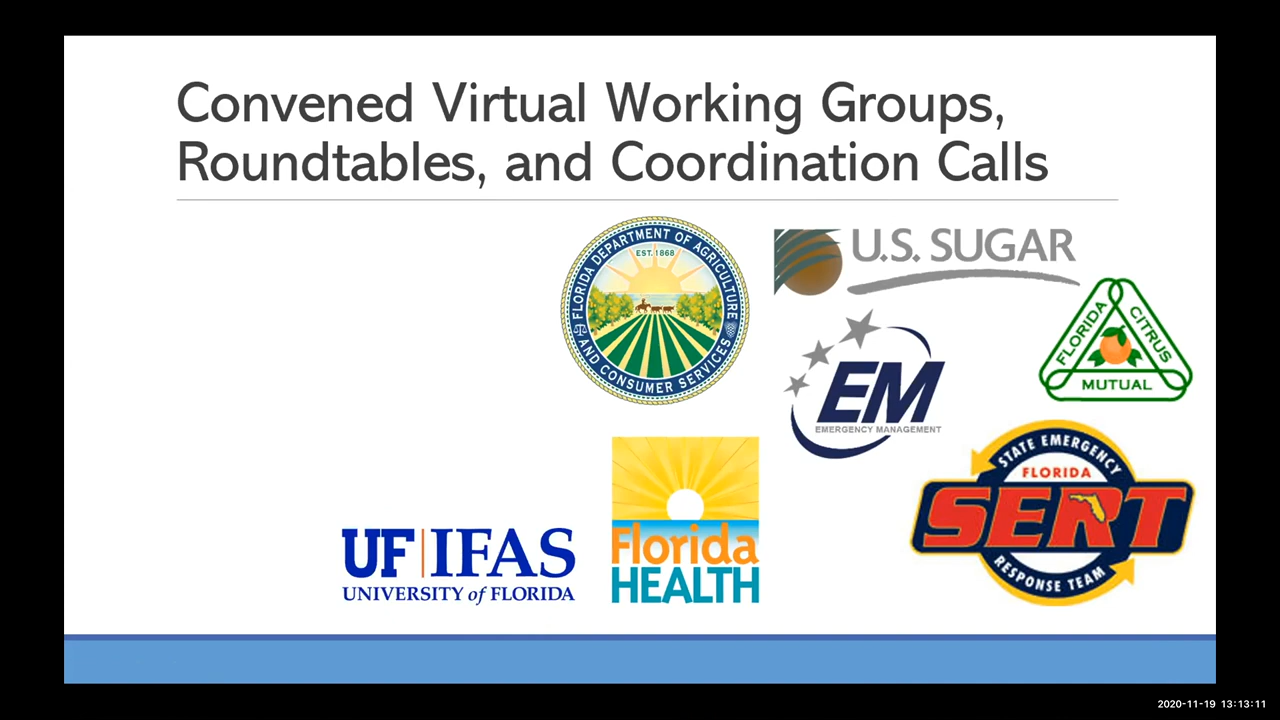 Convened Virtual Working Groups,
Roundtables, and Coordination Calls
FLORIDA DEPARTMENT OF AGRICULTURE
AND CONSUMER SERVICES
EST. 1868
U.S. SUGAR
FLORIDA CITRUS
MUTUAL
EM
EMERGENCY MANAGEMENT
STATE EMERGENCY
FLORIDA
SERT
RESPONSE TEAM
Florida
HEALTH
UF|IFAS
UNIVERSITY of FLORIDA
2020-11-19 13:13:11